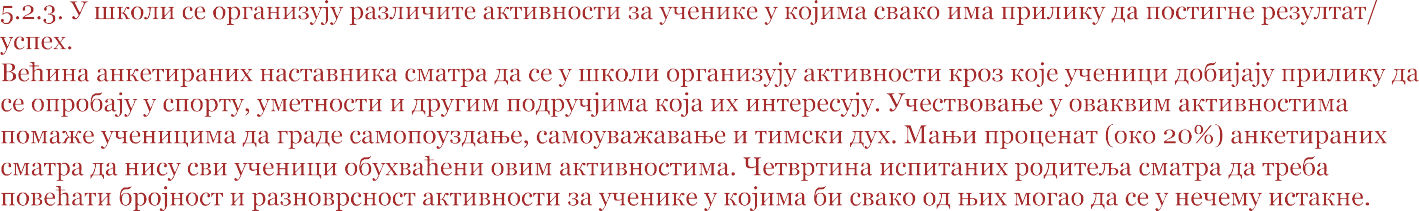 5.2.3. У школи се организују различите активности за ученике у којима свако има прилику да постигне резултат/
успех.
Већина анкетираних наставника сматра да се у школи организују активности кроз које ученици добијају прилику да
се опробају у спорту, уметности и другим подручјима која их интересују. Учествовање у оваквим активностима
помаже ученицима да граде самопоуздање, самоуважавање и тимски дух. Мањи проценат (око 20%) анкетираних
сматра да нису сви ученици обухваћени овим активностима. Четвртина испитаних родитеља сматра да треба
повећати бројност и разноврсност активности за ученике у којима би свако од њих могао да се у нечему истакне.